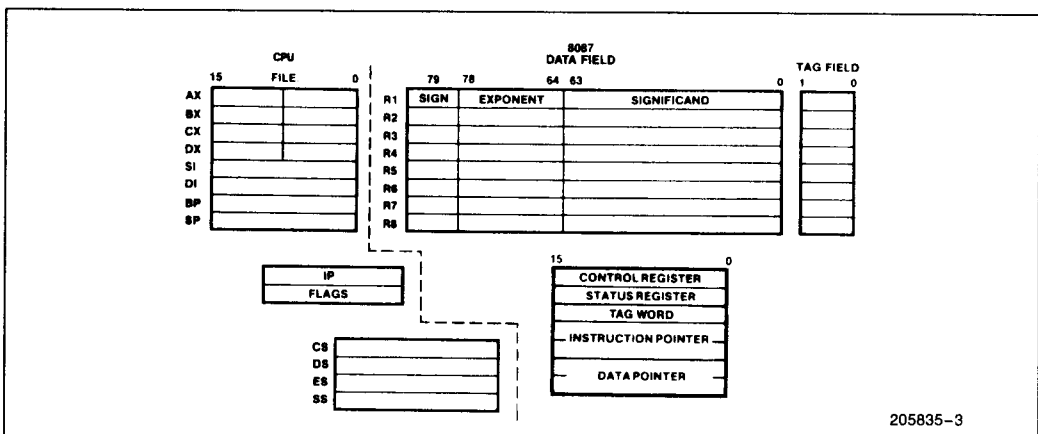 CPU
15 FILE 0
AX
BX
CX
DX
SI
DI
BP
SP
IP
FLAGS
CS
DS
ES
SS
8087
DATA FIELD
79 78 64 63 0
R1 SIGN EXPONENT SIGNIFICAND
R2
R3
R4
R5
R6
R7
R8
TAG FIELD
1 0
15 0
CONTROL REGISTER
STATUS REGISTER
TAG WORD
INSTRUCTION POINTER
DATA POINTER
205835-3